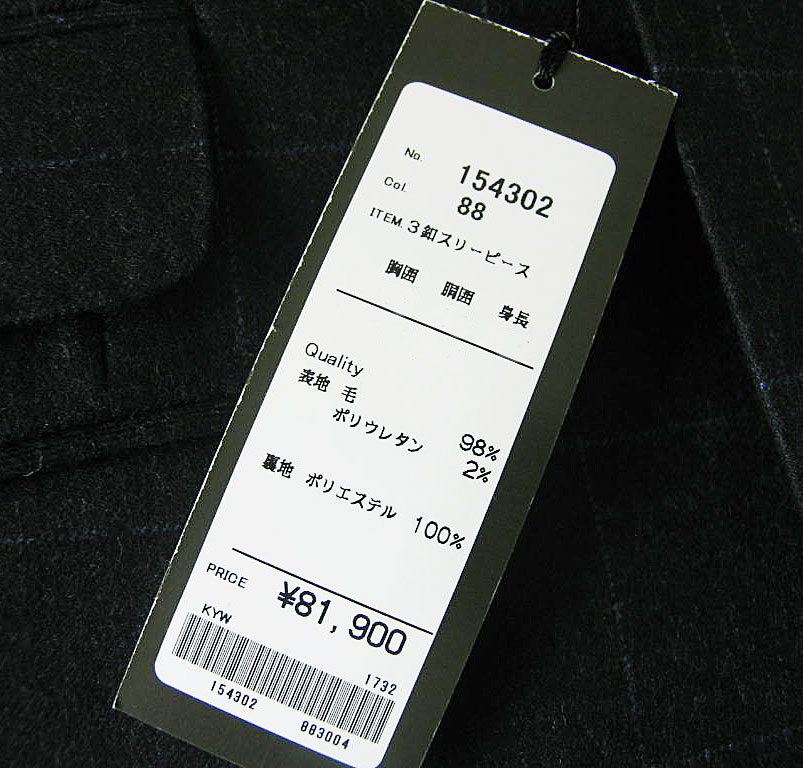 No. 154302
Col. 88
ITEM. 3釦スリーピース
胸囲 胴囲 身長
Quality
表地 毛 98%
ポリウレタン 2%
裏地 ポリエステル 100%
PRICE ¥81,900
KYW 1732
154302 883004